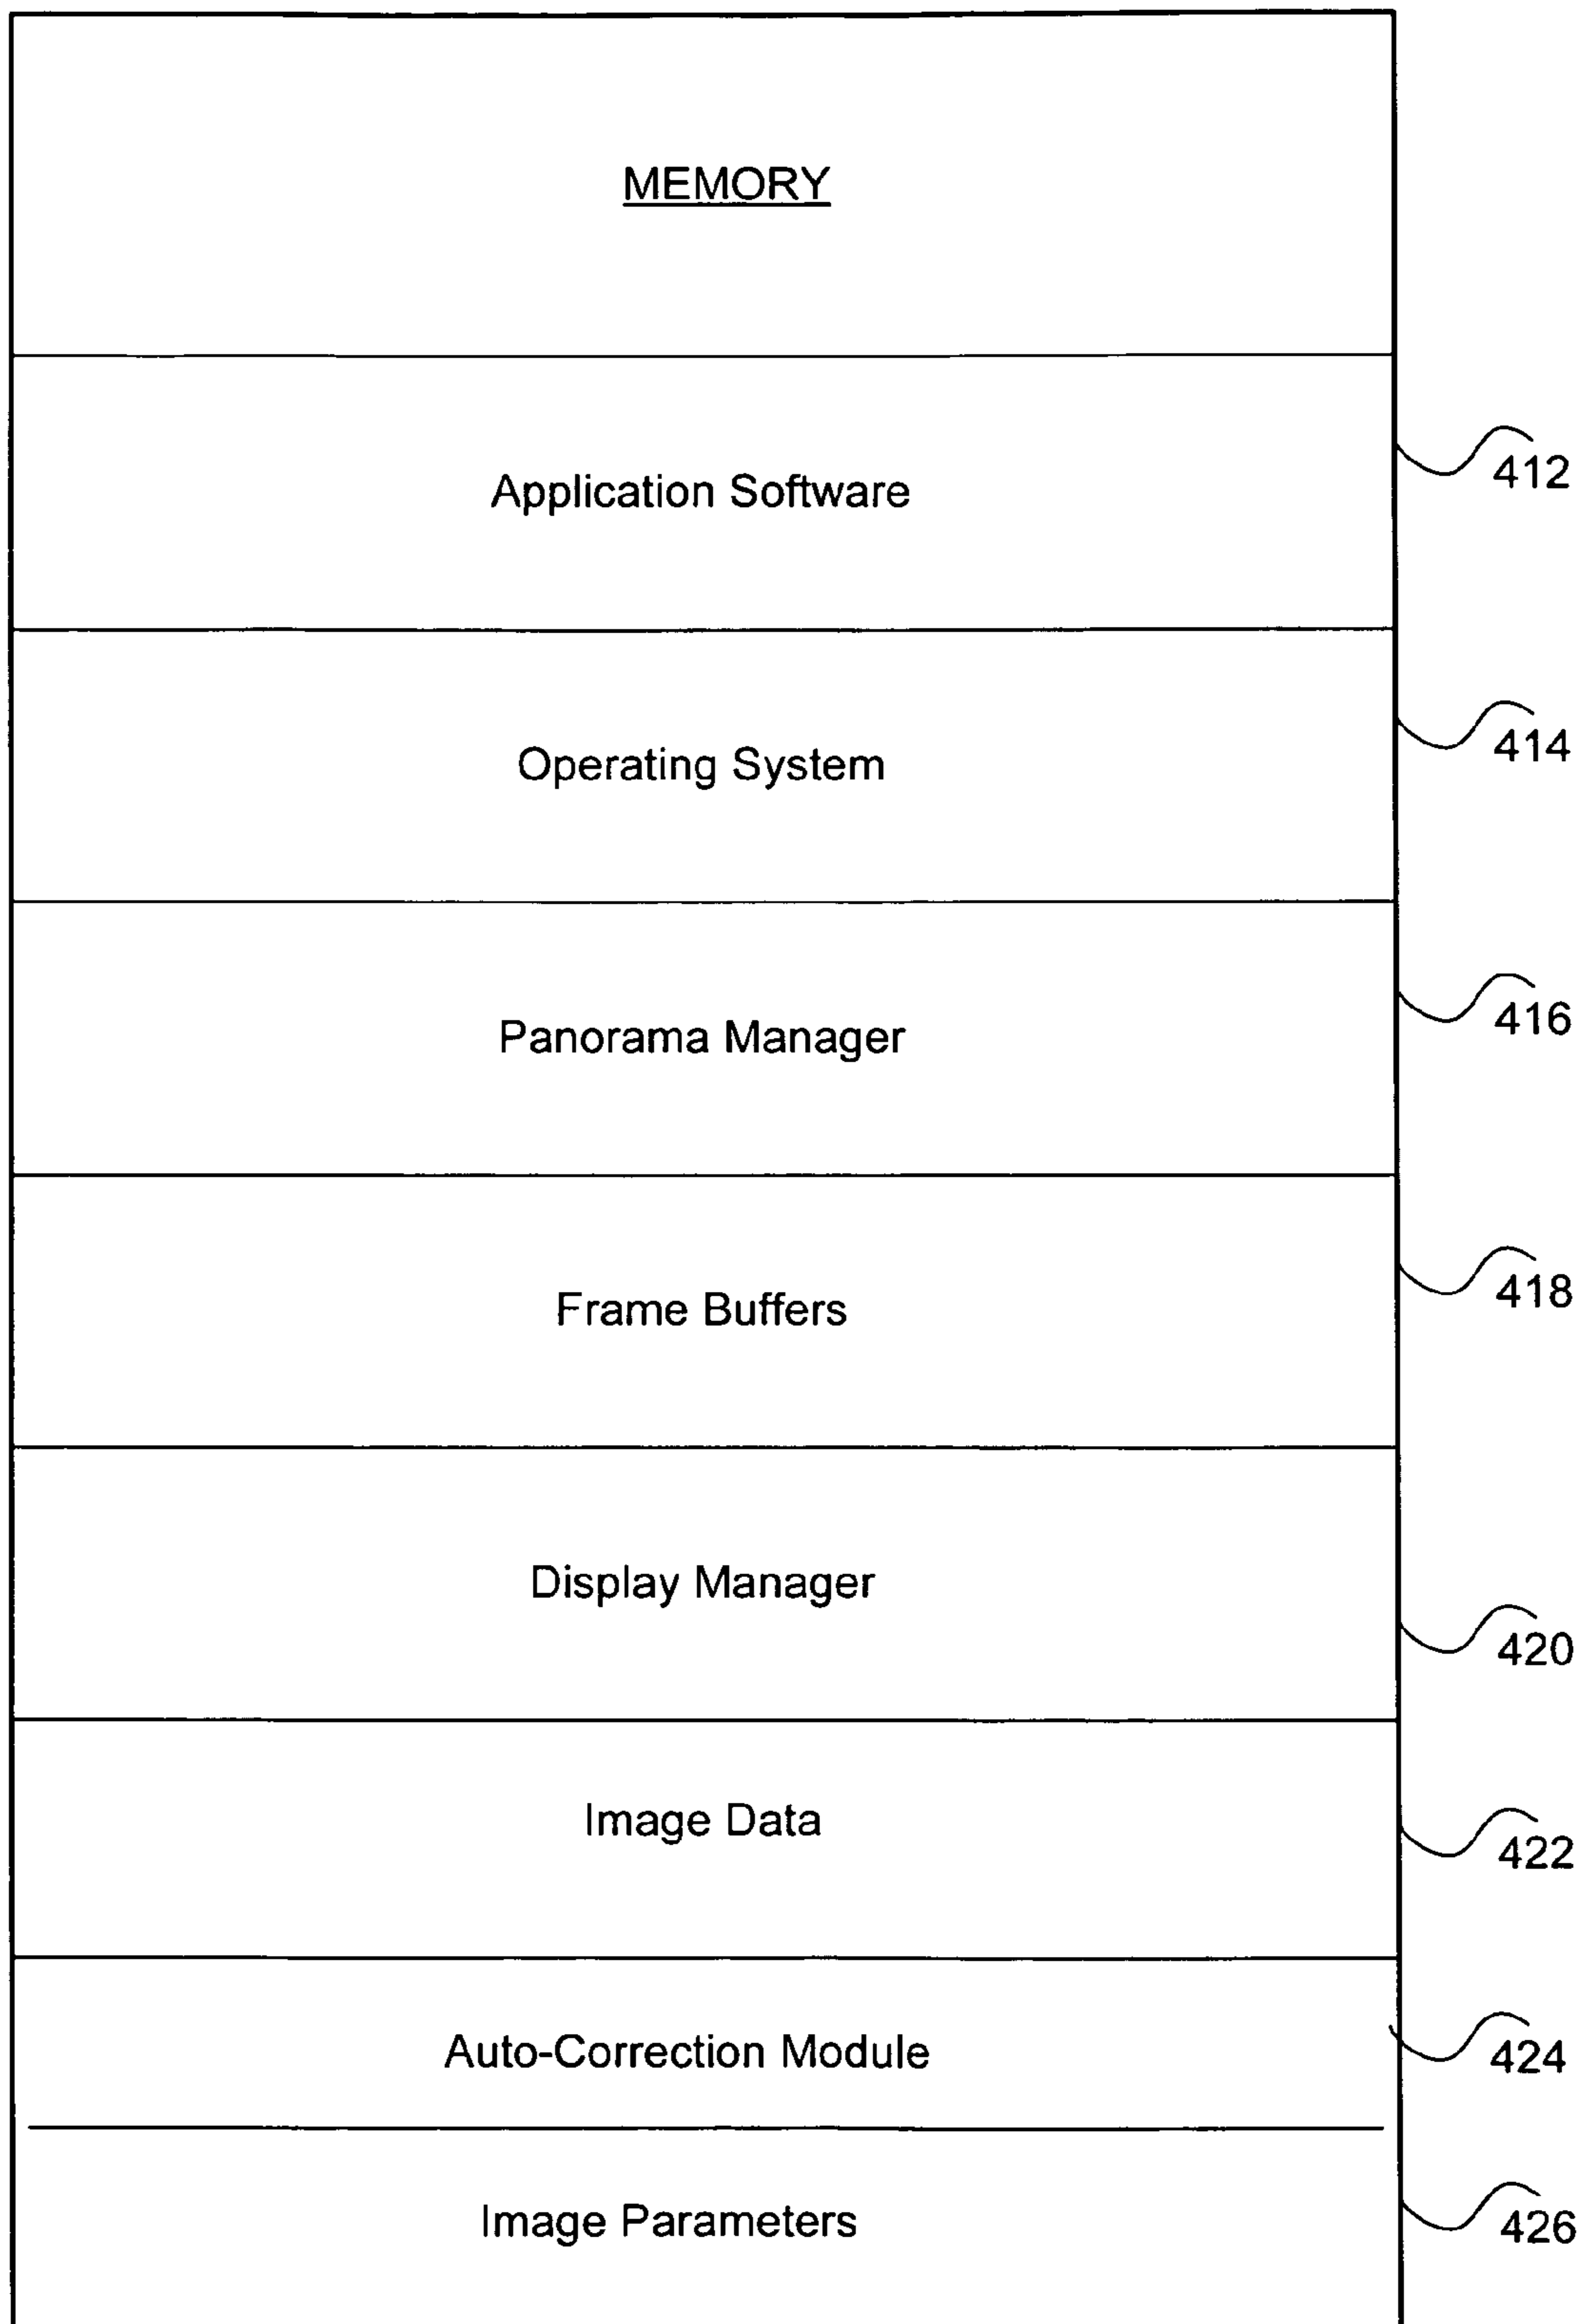 MEMORY
Application Software
412
Operating System
414
Panorama Manager
416
Frame Buffers
418
Display Manager
420
Image Data
422
Auto-Correction Module
424
Image Parameters
426